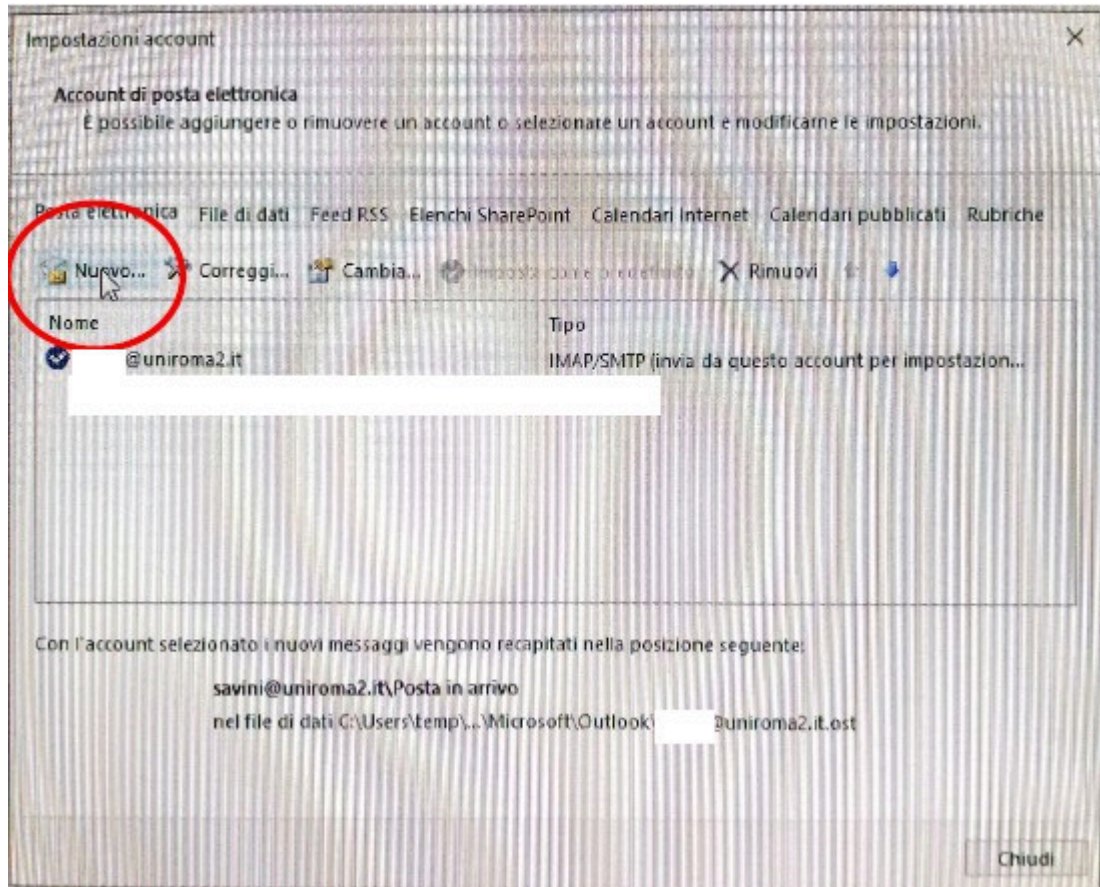 Impostazioni account
Account di posta elettronica
È possibile aggiungere o rimuovere un account o selezionare un account e modificarne le impostazioni.
Posta elettronica File di dati Feed RSS Elenchi SharePoint Calendari Internet Calendari pubblicati Rubriche
Nuovo... Correggi... Cambia... Imposta come predefinito Rimuovi
Nome Tipo
@uniroma2.it IMAP/SMTP (invia da questo account per impostazion...
Con l'account selezionato i nuovi messaggi vengono recapitati nella posizione seguente:
savini@uniroma2.it\Posta in arrivo
nel file di dati C:\Users\temp\...\Microsoft\Outlook\ @uniroma2.it.ost
Chiudi